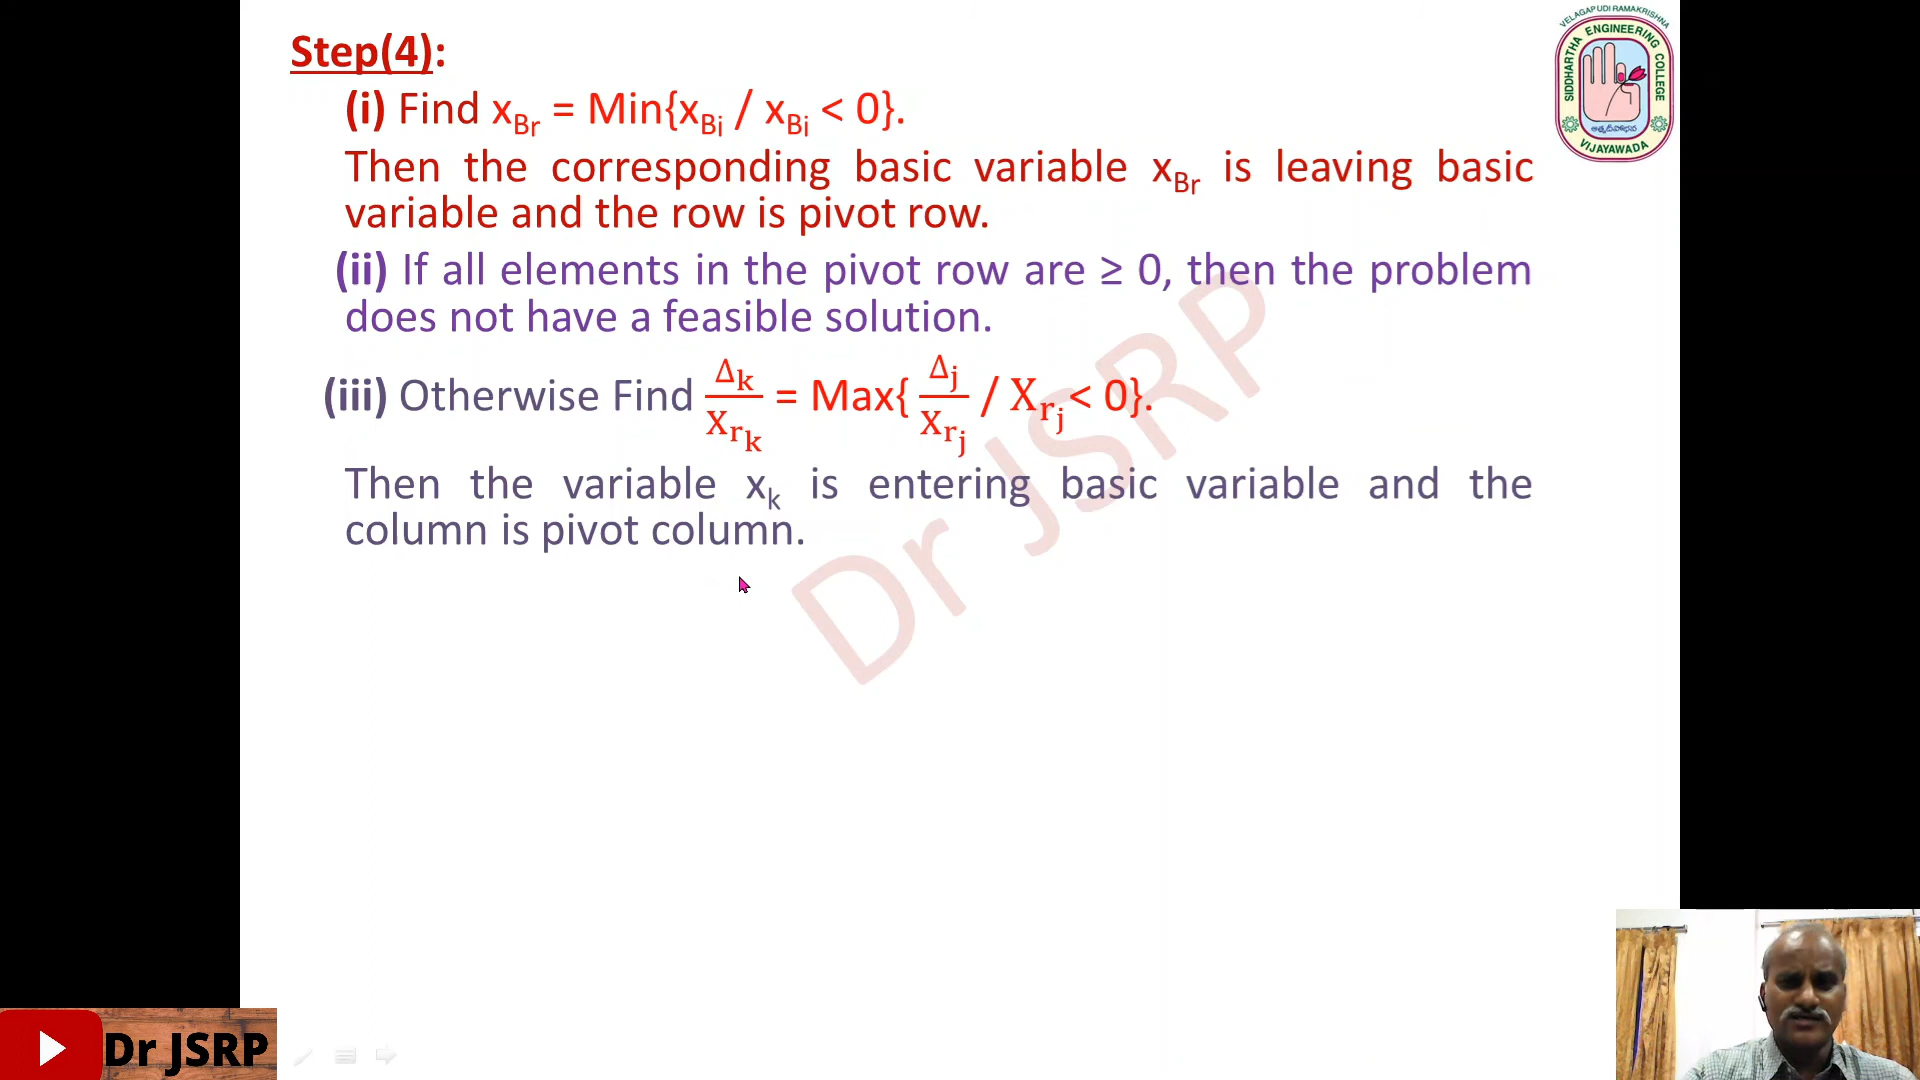 Step(4):
(i) Find xBr = Min{xBi / xBi < 0}.
Then the corresponding basic variable xBr is leaving basic
variable and the row is pivot row.
(ii) If all elements in the pivot row are ≥ 0, then the problem
does not have a feasible solution.
(iii) Otherwise Find Δk/Xrk = Max{ Δj/Xrj / Xrj < 0}.
Then the variable xk is entering basic variable and the
column is pivot column.
Dr JSRP
VELAGAPUDI RAMAKRISHNA
SIDDHARTHA ENGINEERING COLLEGE
VIJAYAWADA
Dr JSRP